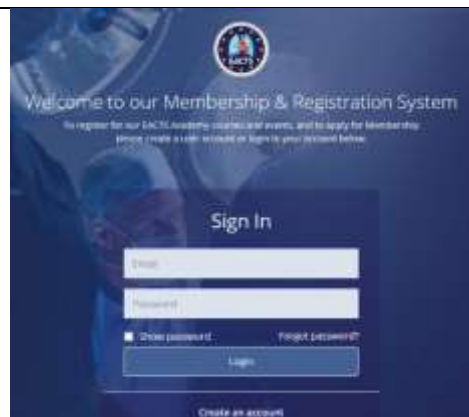 EACTS
Welcome to our Membership & Registration System
To register for our EACTS Academy courses and events, and to apply for Membership
please create a user account or login to your account below.
Sign In
Email
Password
Show password Forgot password?
Login
Create an account